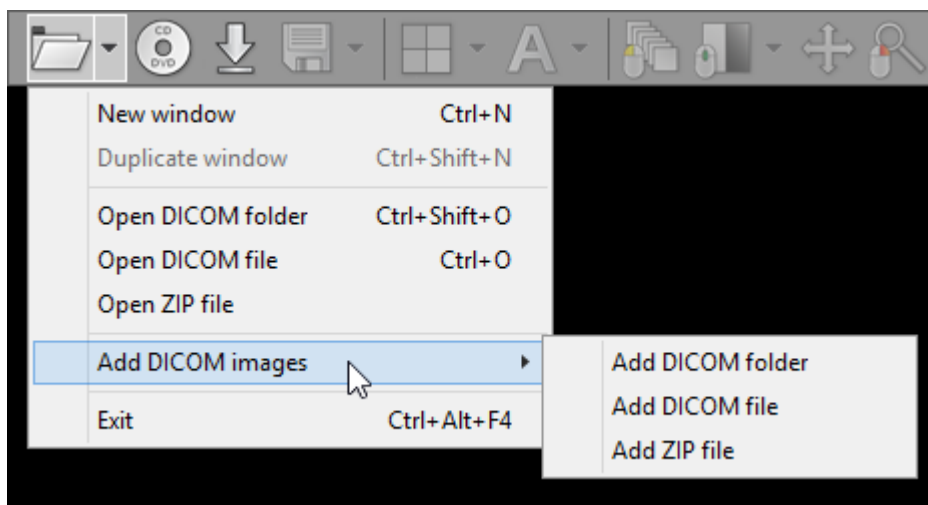 CD
DVD
A
New window Ctrl+N
Duplicate window Ctrl+Shift+N
Open DICOM folder Ctrl+Shift+O
Open DICOM file Ctrl+O
Open ZIP file
Add DICOM images
Add DICOM folder
Add DICOM file
Exit Ctrl+Alt+F4
Add ZIP file